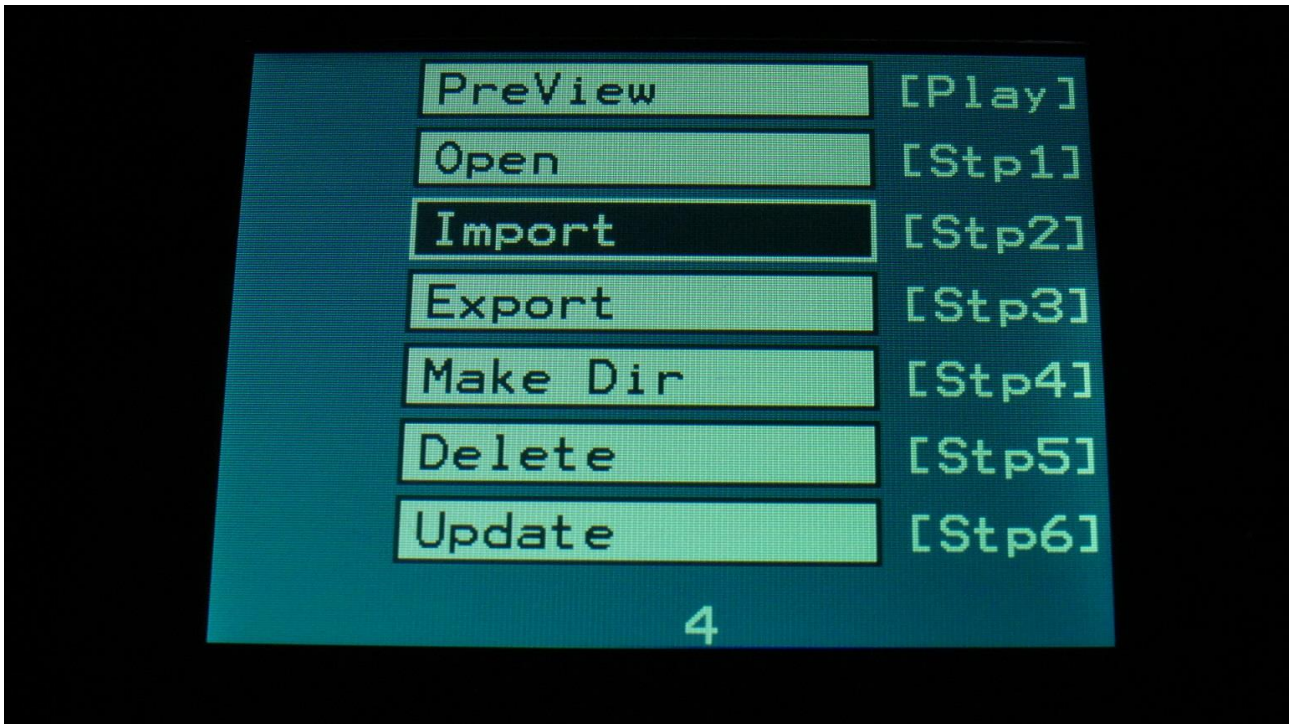 PreView [Play]
Open [Stp1]
Import [Stp2]
Export [Stp3]
Make Dir [Stp4]
Delete [Stp5]
Update [Stp6]
4